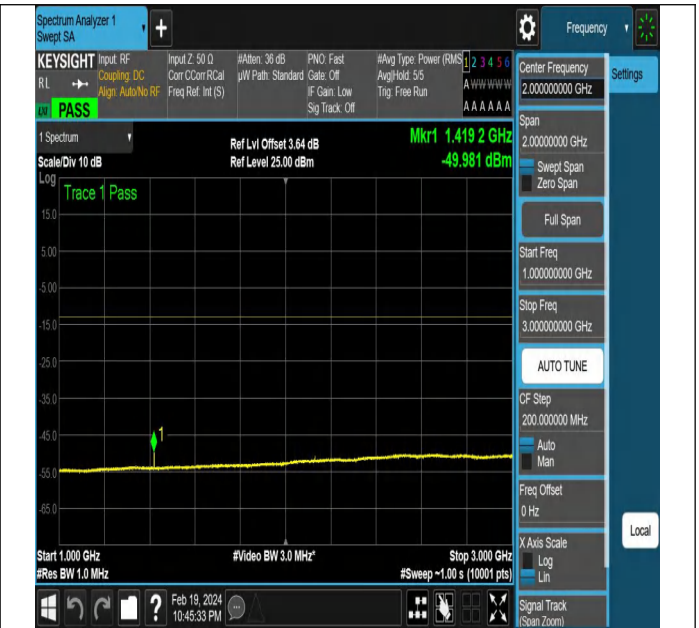 Spectrum Analyzer 1
Swept SA
+
Frequency
KEYSIGHT
RL
PASS
Input: RF
Coupling: DC
Align: Auto/No RF
Input Z: 50 Ω
Corr CCorr RCal
Freq Ref: Int (S)
#Atten: 36 dB
µW Path: Standard
PNO: Fast
Gate: Off
IF Gain: Low
Sig Track: Off
#Avg Type: Power (RMS
Avg|Hold: 5/5
Trig: Free Run
1 2 3 4 5 6
A W W W W W
A A A A A A
Center Frequency
2.000000000 GHz
Settings
Span
2.00000000 GHz
Swept Span
Zero Span
Full Span
Start Freq
1.000000000 GHz
Stop Freq
3.000000000 GHz
AUTO TUNE
CF Step
200.000000 MHz
Auto
Man
Freq Offset
0 Hz
X Axis Scale
Log
Lin
Local
Signal Track
(Span Zoom)
1 Spectrum
Scale/Div 10 dB
Ref Lvl Offset 3.64 dB
Ref Level 25.00 dBm
Mkr1 1.419 2 GHz
-49.981 dBm
Log
Trace 1 Pass
15.0
5.00
-5.00
-15.0
-25.0
-35.0
-45.0
-55.0
-65.0
1
Start 1.000 GHz
#Video BW 3.0 MHz*
Stop 3.000 GHz
#Res BW 1.0 MHz
#Sweep ~1.00 s (10001 pts)
?
Feb 19, 2024
10:45:33 PM